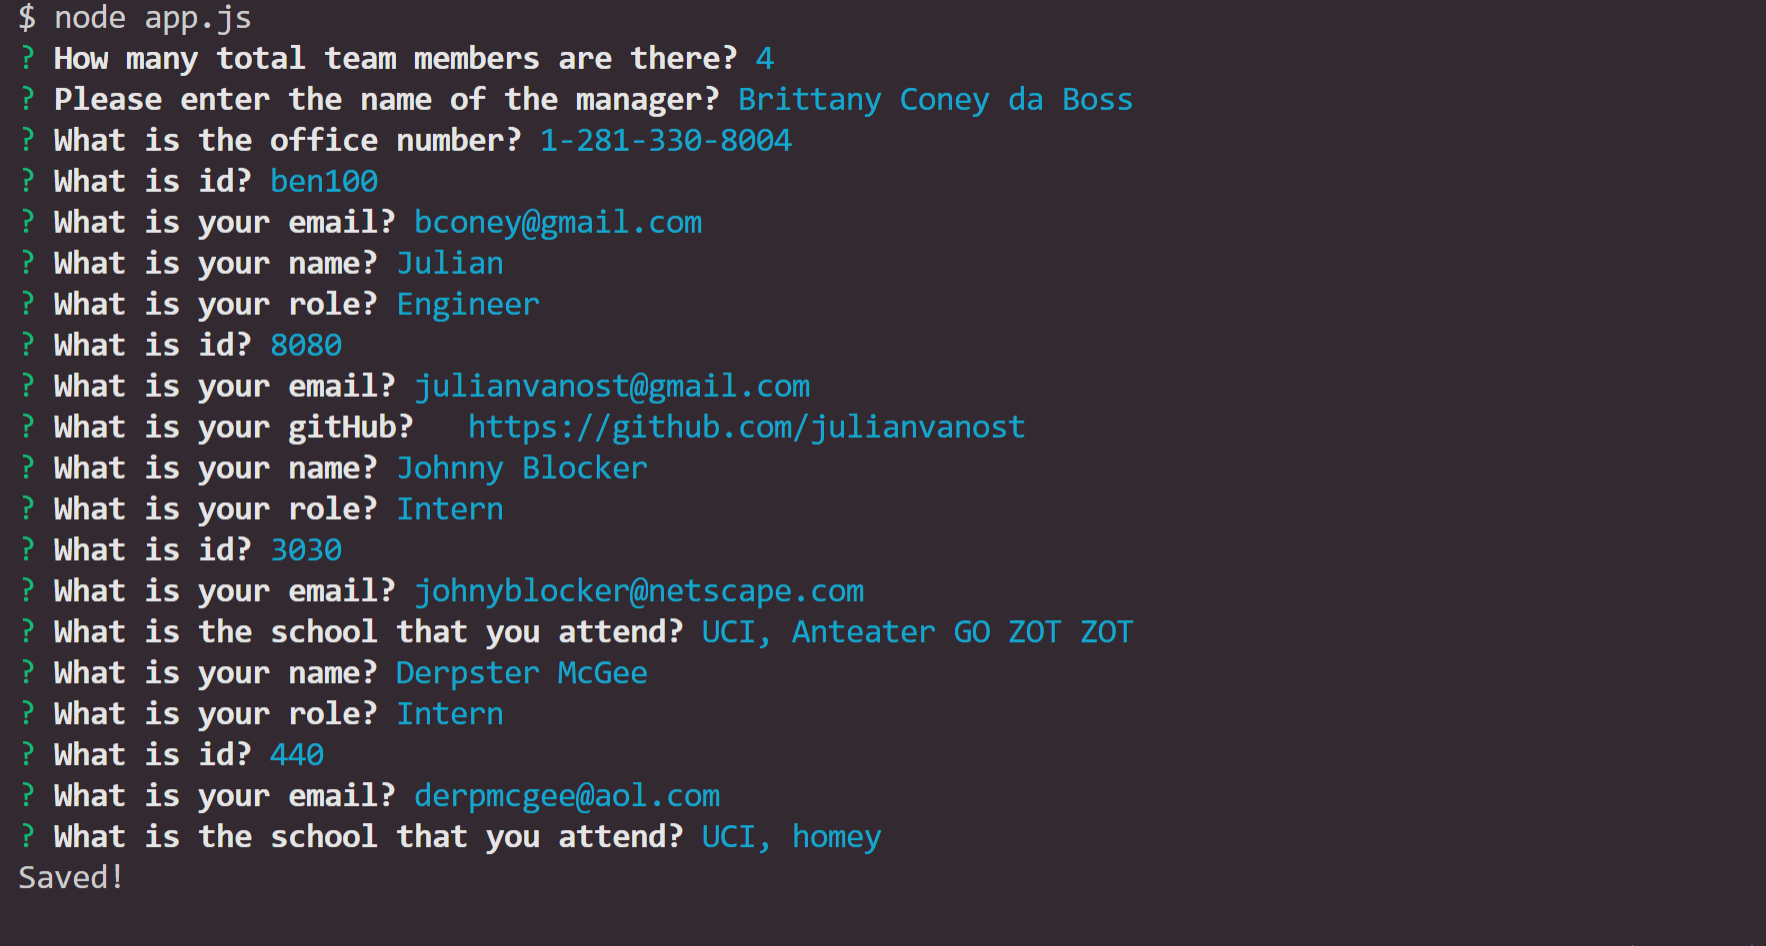 $ node app.js
? How many total team members are there? 4
? Please enter the name of the manager? Brittany Coney da Boss
? What is the office number? 1-281-330-8004
? What is id? ben100
? What is your email? bconey@gmail.com
? What is your name? Julian
? What is your role? Engineer
? What is id? 8080
? What is your email? julianvanost@gmail.com
? What is your gitHub?   https://github.com/julianvanost
? What is your name? Johnny Blocker
? What is your role? Intern
? What is id? 3030
? What is your email? johnyblocker@netscape.com
? What is the school that you attend? UCI, Anteater GO ZOT ZOT
? What is your name? Derpster McGee
? What is your role? Intern
? What is id? 440
? What is your email? derpmcgee@aol.com
? What is the school that you attend? UCI, homey
Saved!